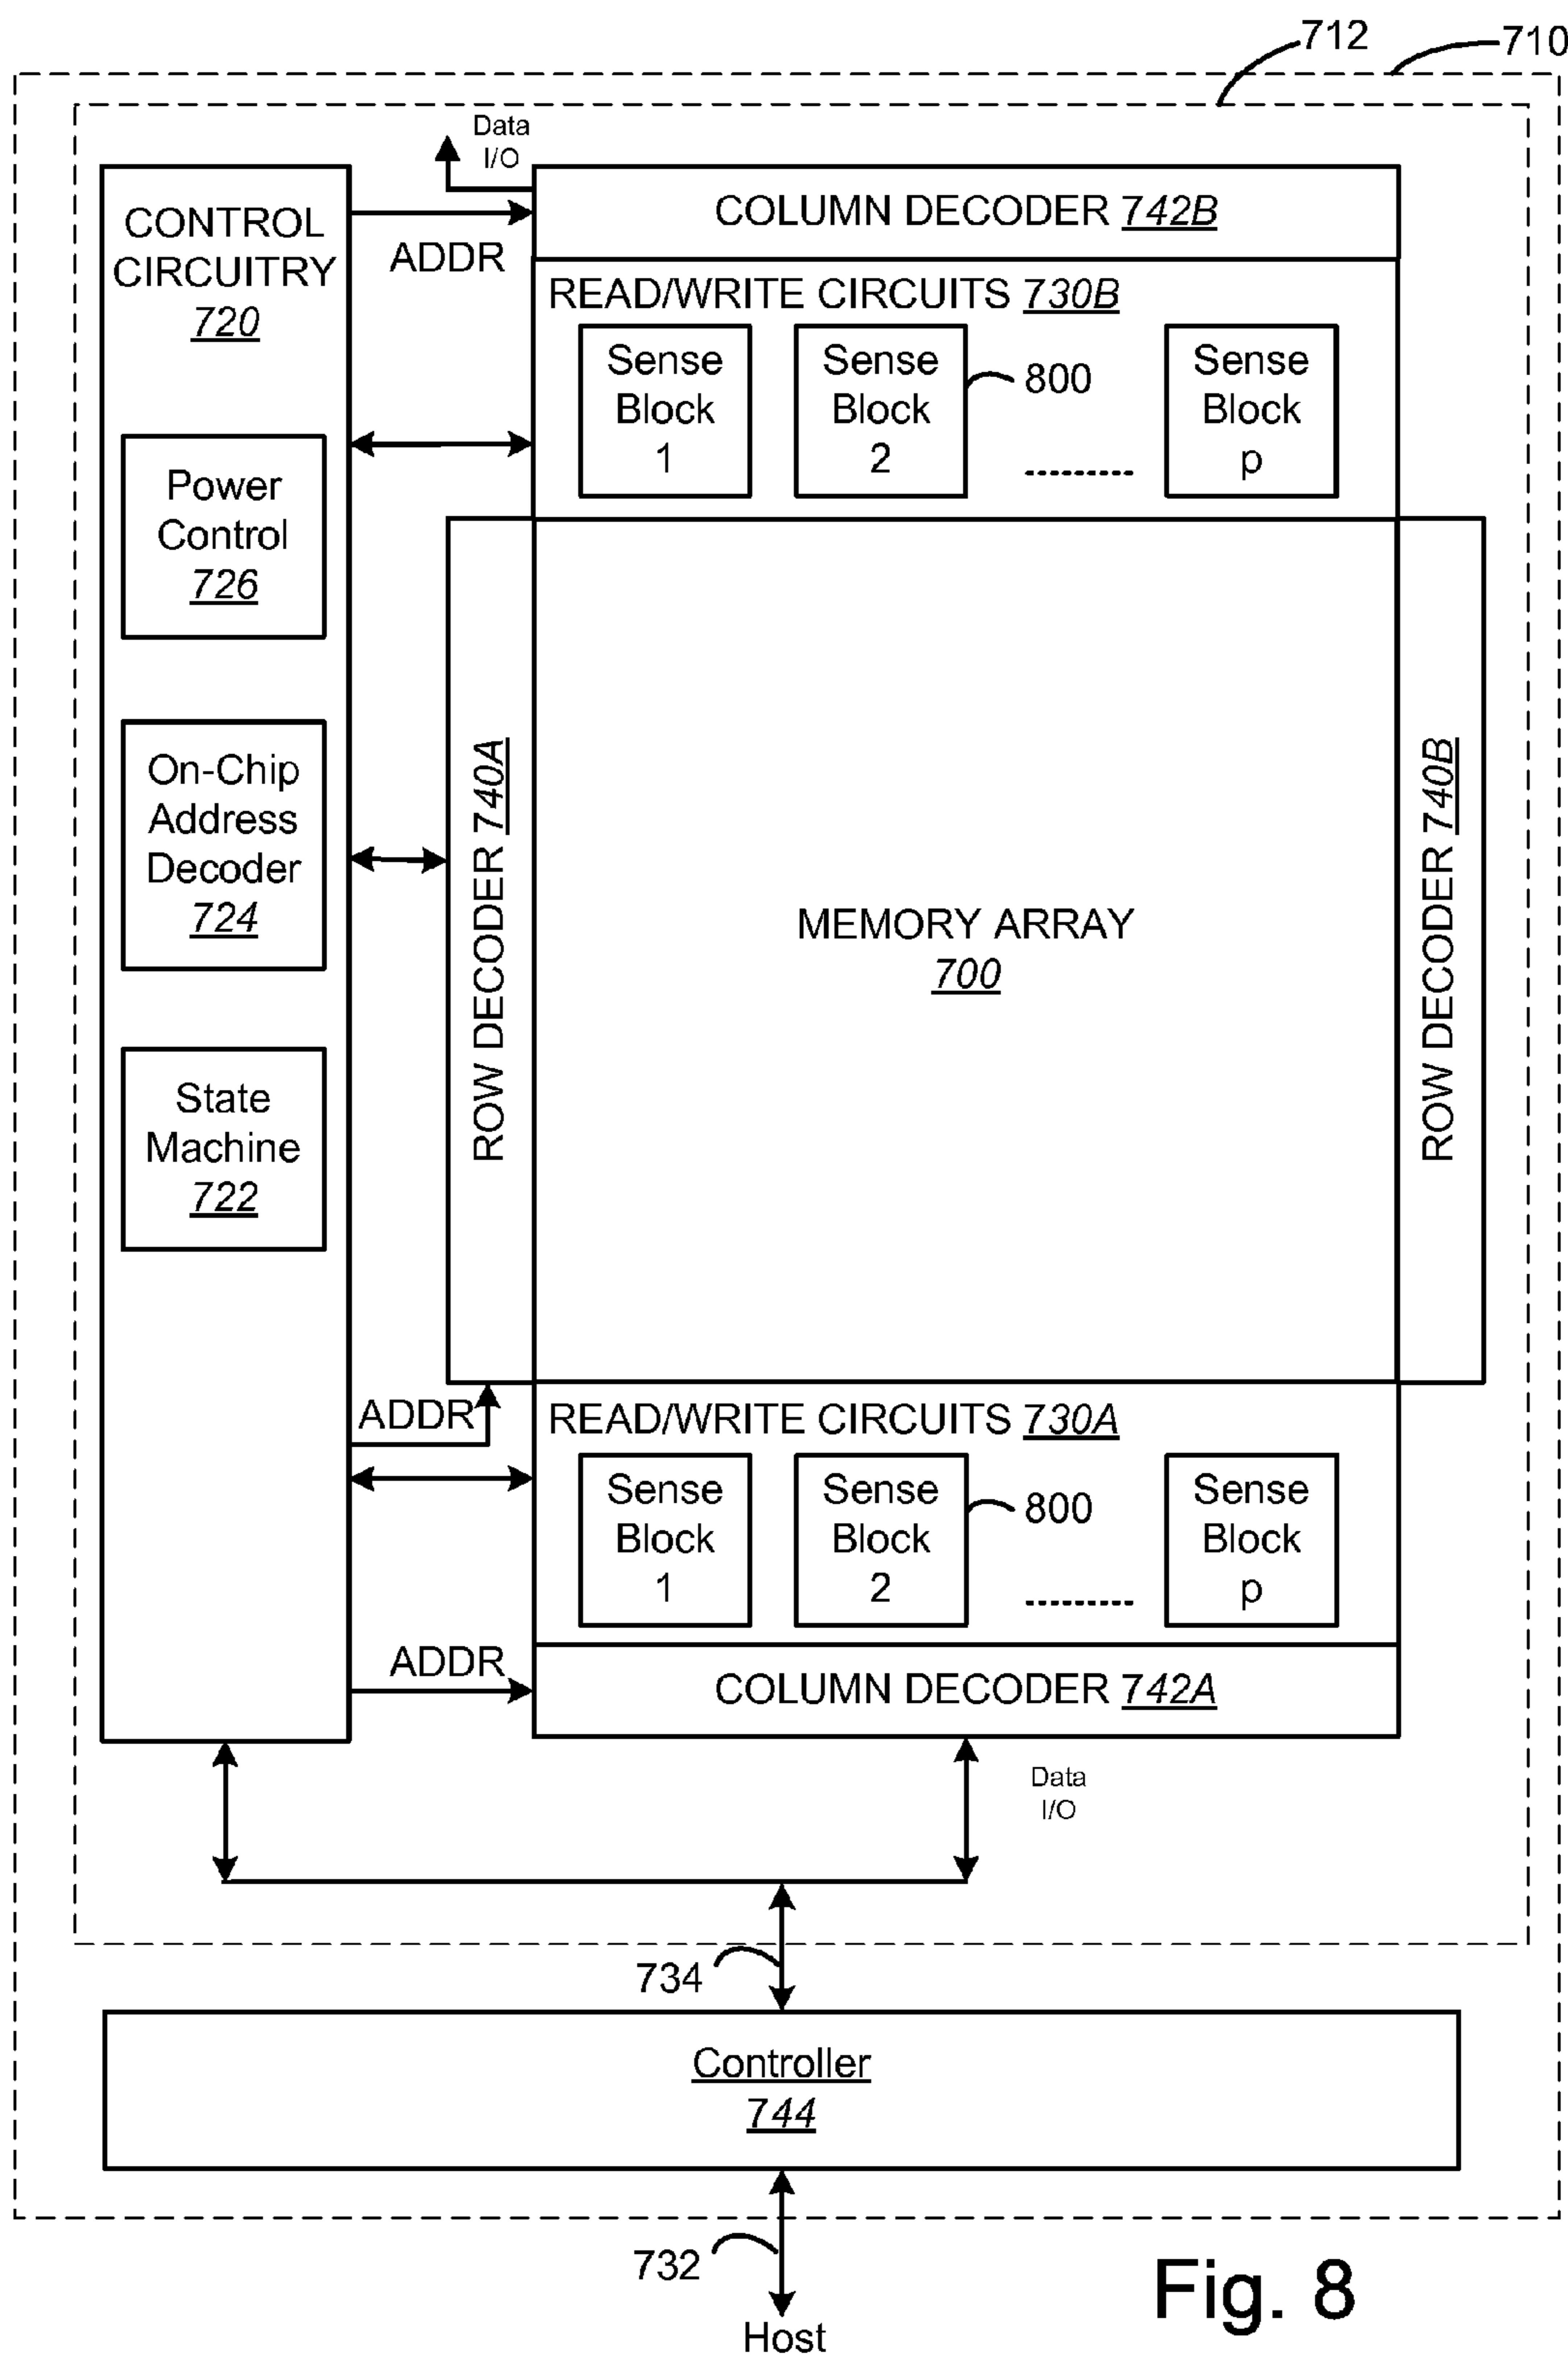 712
710
Data
I/O
CONTROL
CIRCUITRY
720
ADDR
COLUMN DECODER 742B
READ/WRITE CIRCUITS 730B
Sense
Block
1
Sense
Block
2
800
.........
Sense
Block
p
Power
Control
726
On-Chip
Address
Decoder
724
State
Machine
722
ROW DECODER 740A
MEMORY ARRAY
700
ROW DECODER 740B
ADDR
READ/WRITE CIRCUITS 730A
Sense
Block
1
Sense
Block
2
800
.........
Sense
Block
p
ADDR
COLUMN DECODER 742A
Data
I/O
734
Controller
744
732
Host
Fig. 8